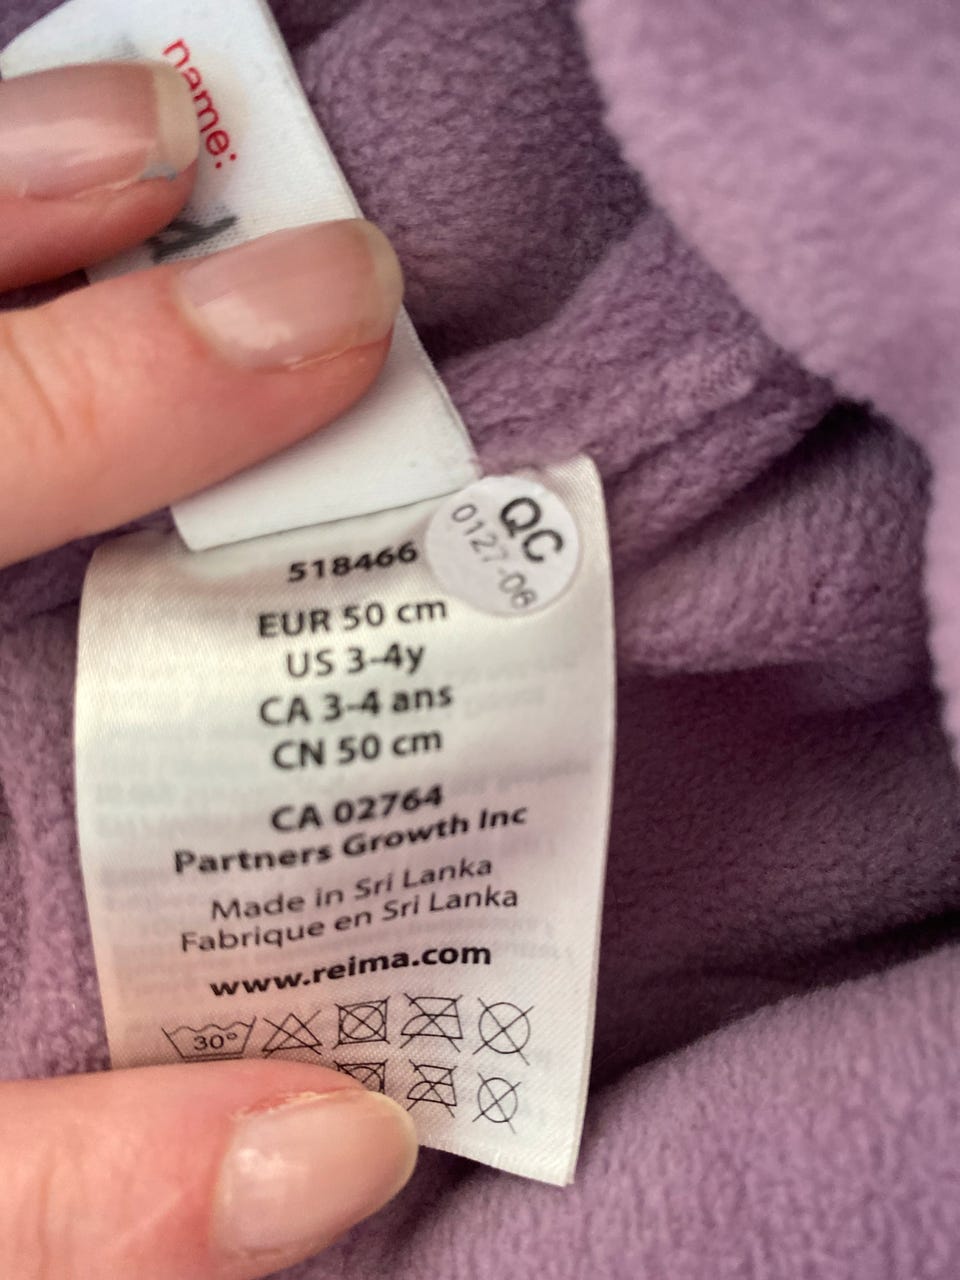 name:
QC
0127-06
518466
EUR 50 cm
US 3-4y
CA 3-4 ans
CN 50 cm
CA 02764
Partners Growth Inc
Made in Sri Lanka
Fabrique en Sri Lanka
www.reima.com
30°